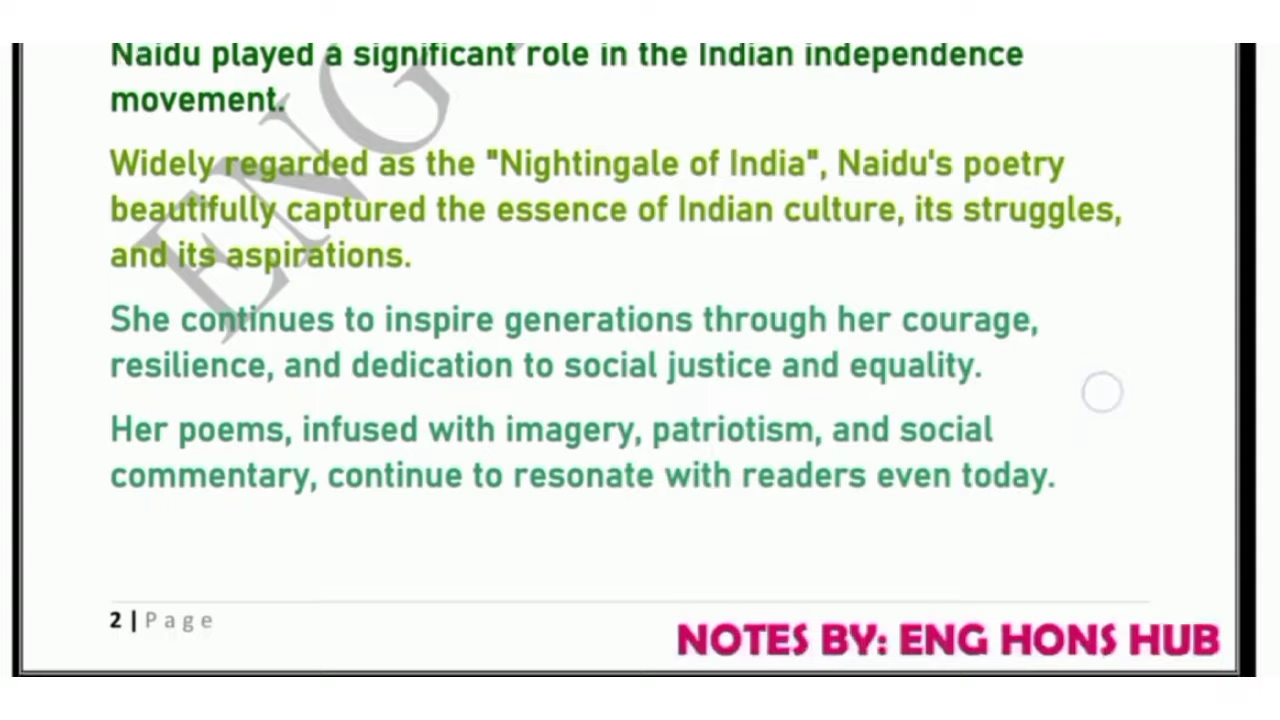 Naidu played a significant role in the Indian independence
movement.
Widely regarded as the "Nightingale of India", Naidu's poetry
beautifully captured the essence of Indian culture, its struggles,
and its aspirations.
She continues to inspire generations through her courage,
resilience, and dedication to social justice and equality.
Her poems, infused with imagery, patriotism, and social
commentary, continue to resonate with readers even today.
2 | Page
NOTES BY: ENG HONS HUB
ENG